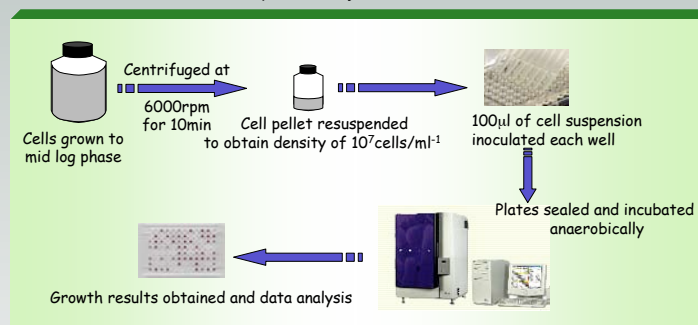 Centrifuged at
6000rpm
for 10min
Cells grown to
mid log phase
Cell pellet resuspended
to obtain density of 10⁷cells/ml⁻¹
100µl of cell suspension
inoculated each well
Plates sealed and incubated
anaerobically
Growth results obtained and data analysis